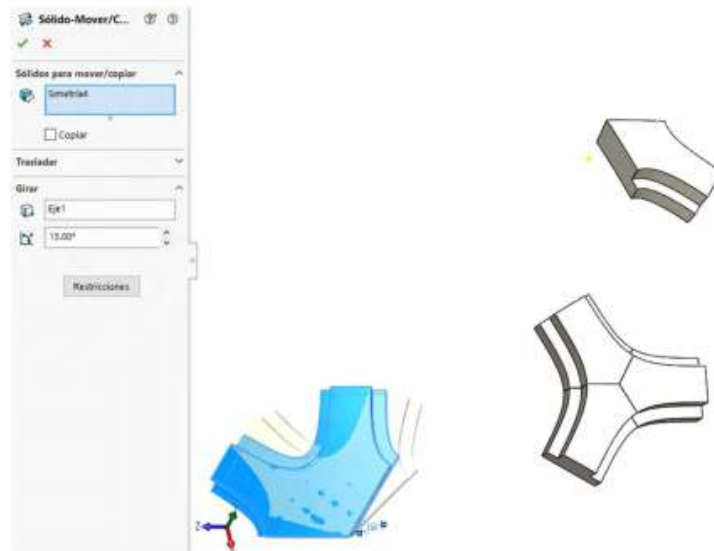 Sólido-Mover/C...
Sólidos para mover/copiar
Simetría4
Copiar
Trasladar
Girar
Eje1
15.00°
Restricciones
Z